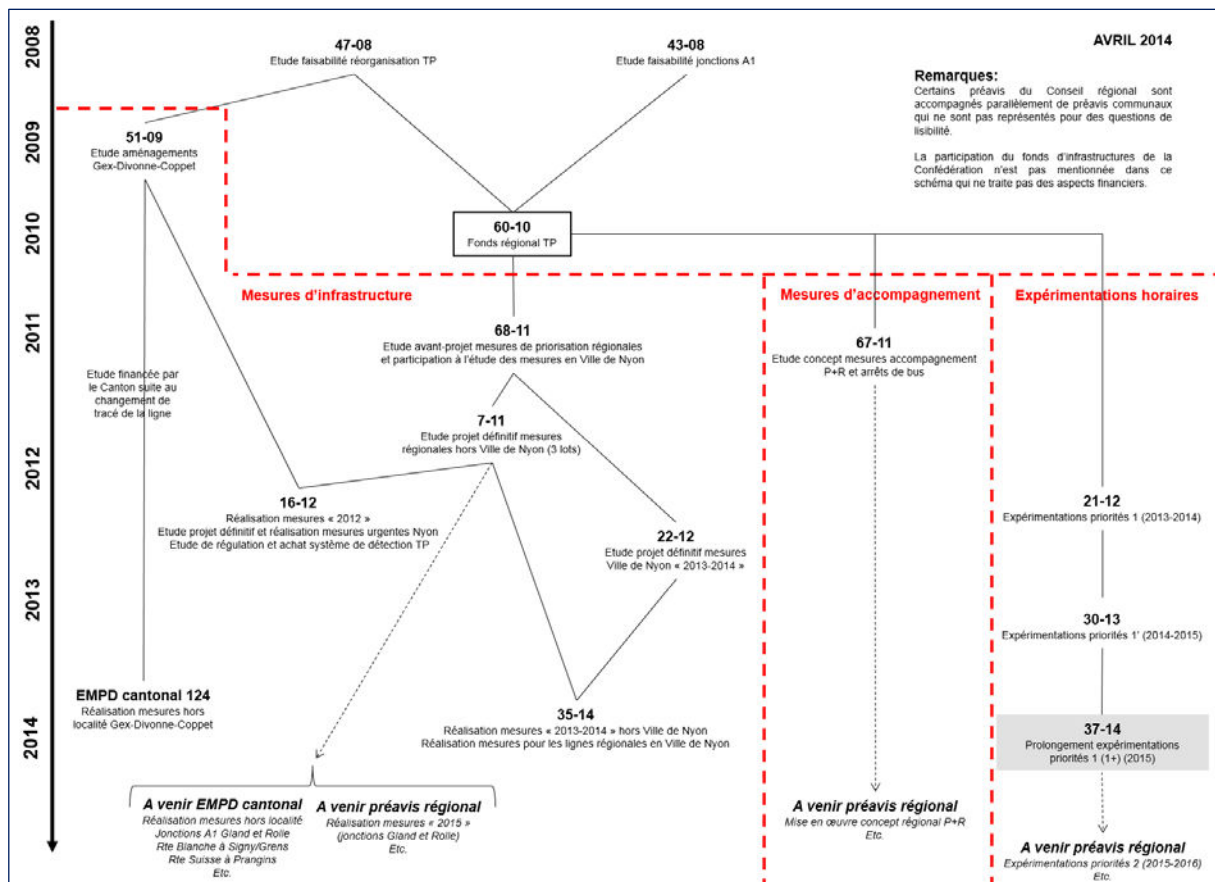 2008
2009
2010
2011
2012
2013
2014
47-08
Etude faisabilité réorganisation TP
43-08
Etude faisabilité jonctions A1
AVRIL 2014
Remarques:
Certains préavis du Conseil régional sont
accompagnés parallèlement de préavis communaux
qui ne sont pas représentés pour des questions de
lisibilité.
La participation du fonds d'infrastructures de la
Confédération n'est pas mentionnée dans ce
schéma qui ne traite pas des aspects financiers.
51-09
Etude aménagements
Gex-Divonne-Coppet
60-10
Fonds régional TP
Mesures d'infrastructure
Mesures d'accompagnement
Expérimentations horaires
68-11
Etude avant-projet mesures de priorisation régionales
et participation à l'étude des mesures en Ville de Nyon
67-11
Etude concept mesures accompagnement
P+R et arrêts de bus
Etude financée par
le Canton suite au
changement de
tracé de la ligne
7-11
Etude projet définitif mesures
régionales hors Ville de Nyon (3 lots)
16-12
Réalisation mesures « 2012 »
Etude projet définitif et réalisation mesures urgentes Nyon
Etude de régulation et achat système de détection TP
21-12
Expérimentations priorités 1 (2013-2014)
22-12
Etude projet définitif mesures
Ville de Nyon « 2013-2014 »
30-13
Expérimentations priorités 1' (2014-2015)
EMPD cantonal 124
Réalisation mesures hors
localité Gex-Divonne-Coppet
35-14
Réalisation mesures « 2013-2014 » hors Ville de Nyon
Réalisation mesures pour les lignes régionales en Ville de Nyon
37-14
Prolongement expérimentations
priorités 1 (1+) (2015)
A venir EMPD cantonal
Réalisation mesures hors localité
Jonctions A1 Gland et Rolle
Rte Blanche à Signy/Grens
Rte Suisse à Prangins
Etc.
A venir préavis régional
Réalisation mesures « 2015 »
(jonctions Gland et Rolle)
Etc.
A venir préavis régional
Mise en œuvre concept régional P+R
Etc.
A venir préavis régional
Expérimentations priorités 2 (2015-2016)
Etc.